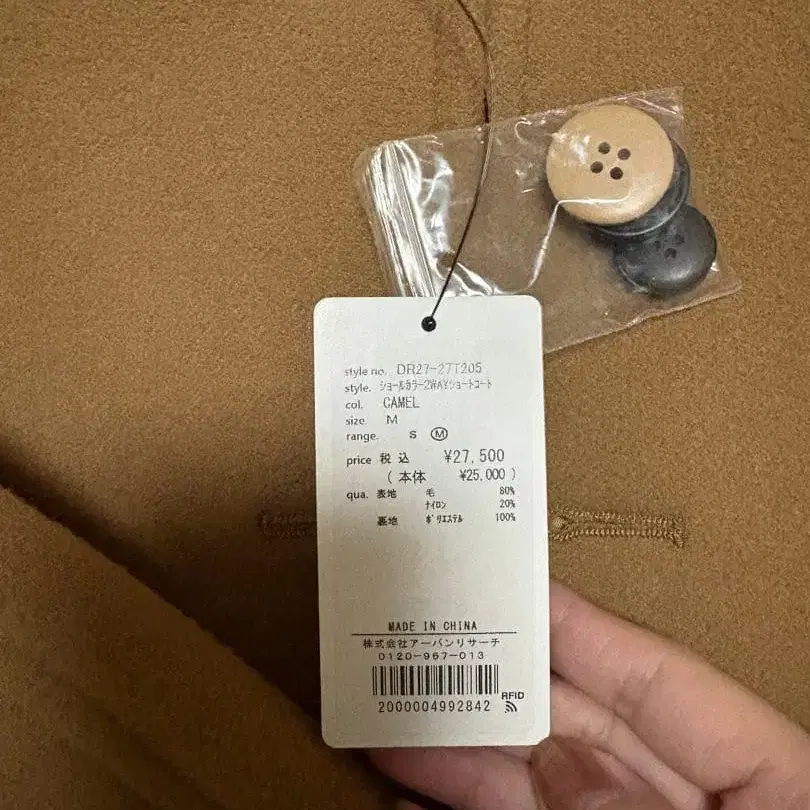 style no. DR27-27T205
style. ショールカラー2WAYショートコート
col. CAMEL
size. M
range. S Ⓜ
price 税込 ¥27,500
(本体 ¥25,000)
qua. 表地 毛 80%
ナイロン 20%
裏地 ポリエステル 100%
MADE IN CHINA
株式会社アーバンリサーチ
0120-967-013
RFID
2000004992842